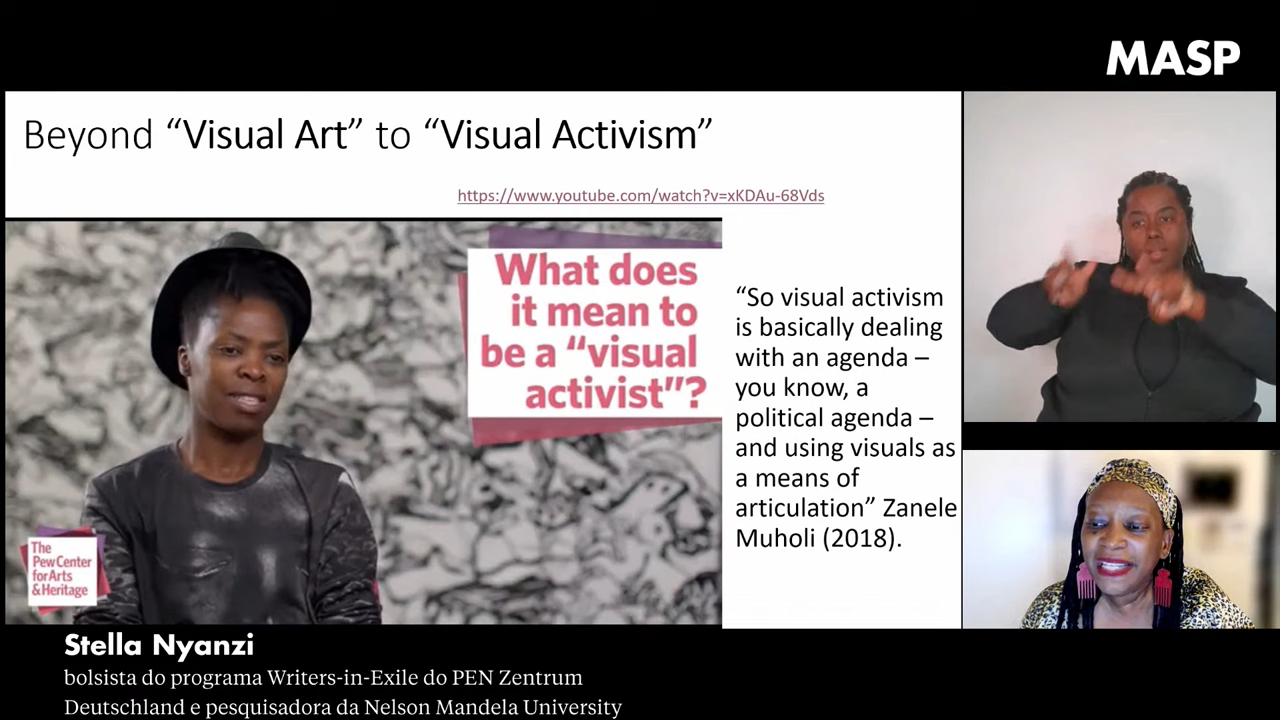 MASP
Beyond “Visual Art” to “Visual Activism”
https://www.youtube.com/watch?v=xKDAu-68Vds
What does
it mean to
be a “visual
activist”?
“So visual activism
is basically dealing
with an agenda –
you know, a
political agenda –
and using visuals as
a means of
articulation” Zanele
Muholi (2018).
The
Pew Center
for Arts
& Heritage
Stella Nyanzi
bolsista do programa Writers-in-Exile do PEN Zentrum
Deutschland e pesquisadora da Nelson Mandela University